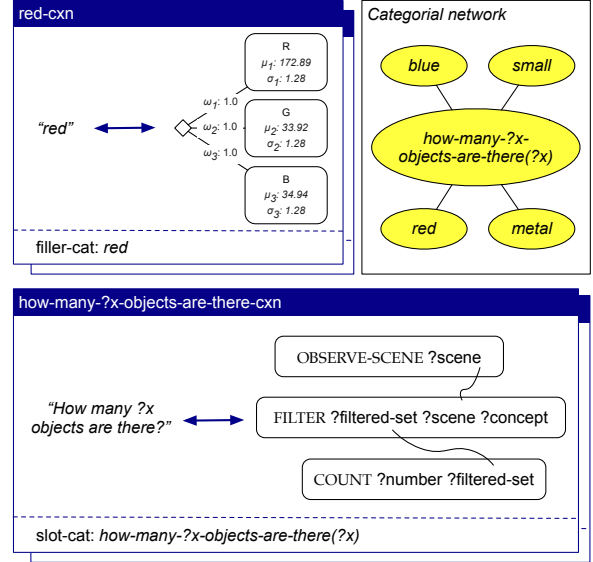 red-cxn
R
μ1: 172.89
σ1: 1.28
ω1: 1.0
"red"
ω2: 1.0
G
μ2: 33.92
σ2: 1.28
ω3: 1.0
B
μ3: 34.94
σ3: 1.28
filler-cat: red
Categorial network
blue
small
how-many-?x-
objects-are-there(?x)
red
metal
how-many-?x-objects-are-there-cxn
OBSERVE-SCENE ?scene
"How many ?x
objects are there?"
FILTER ?filtered-set ?scene ?concept
COUNT ?number ?filtered-set
slot-cat: how-many-?x-objects-are-there(?x)